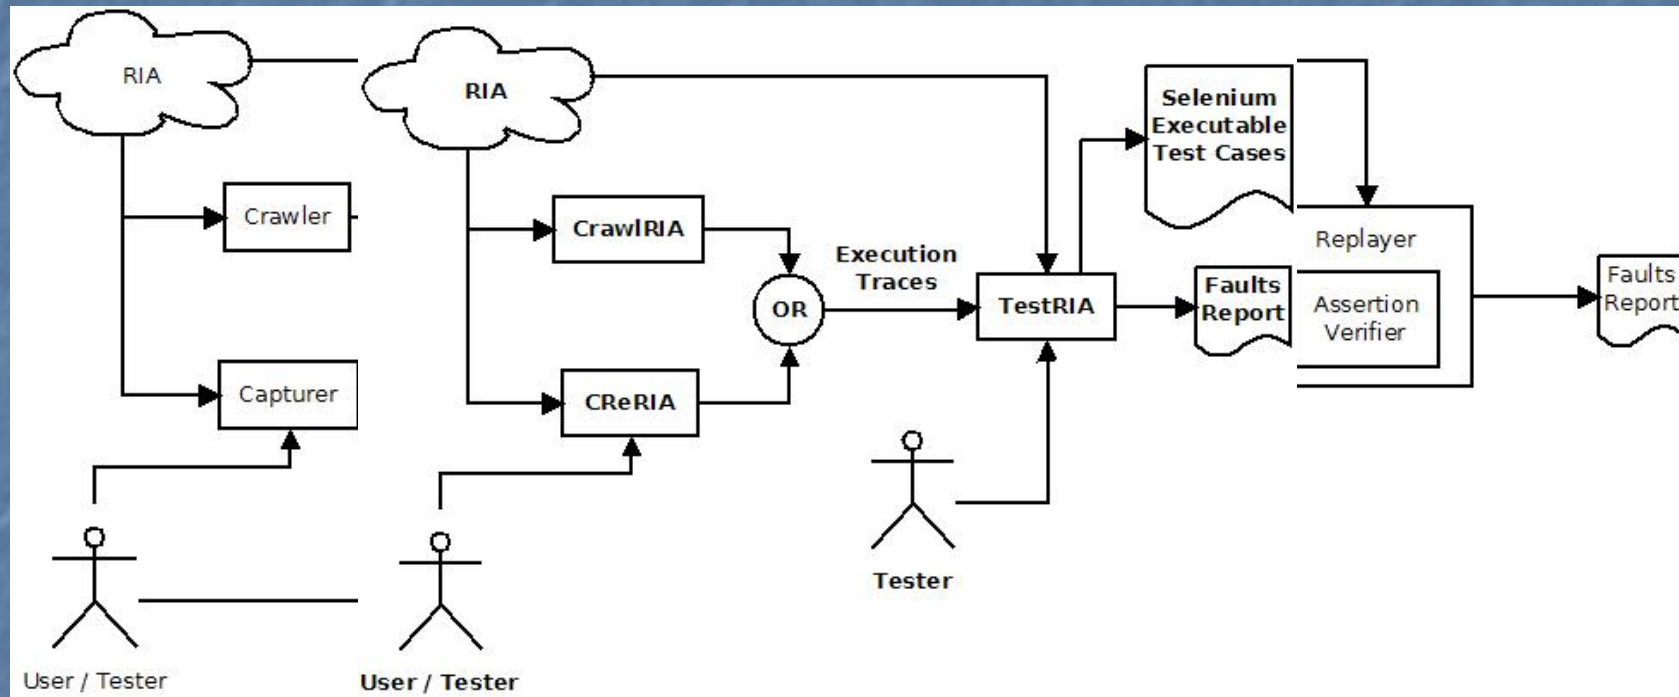 RIA
Crawler
Capturer
User / Tester
RIA
CrawlRIA
CReRIA
User / Tester
OR
Execution
Traces
TestRIA
Tester
Selenium
Executable
Test Cases
Faults
Report
Replayer
Assertion
Verifier
Faults
Report